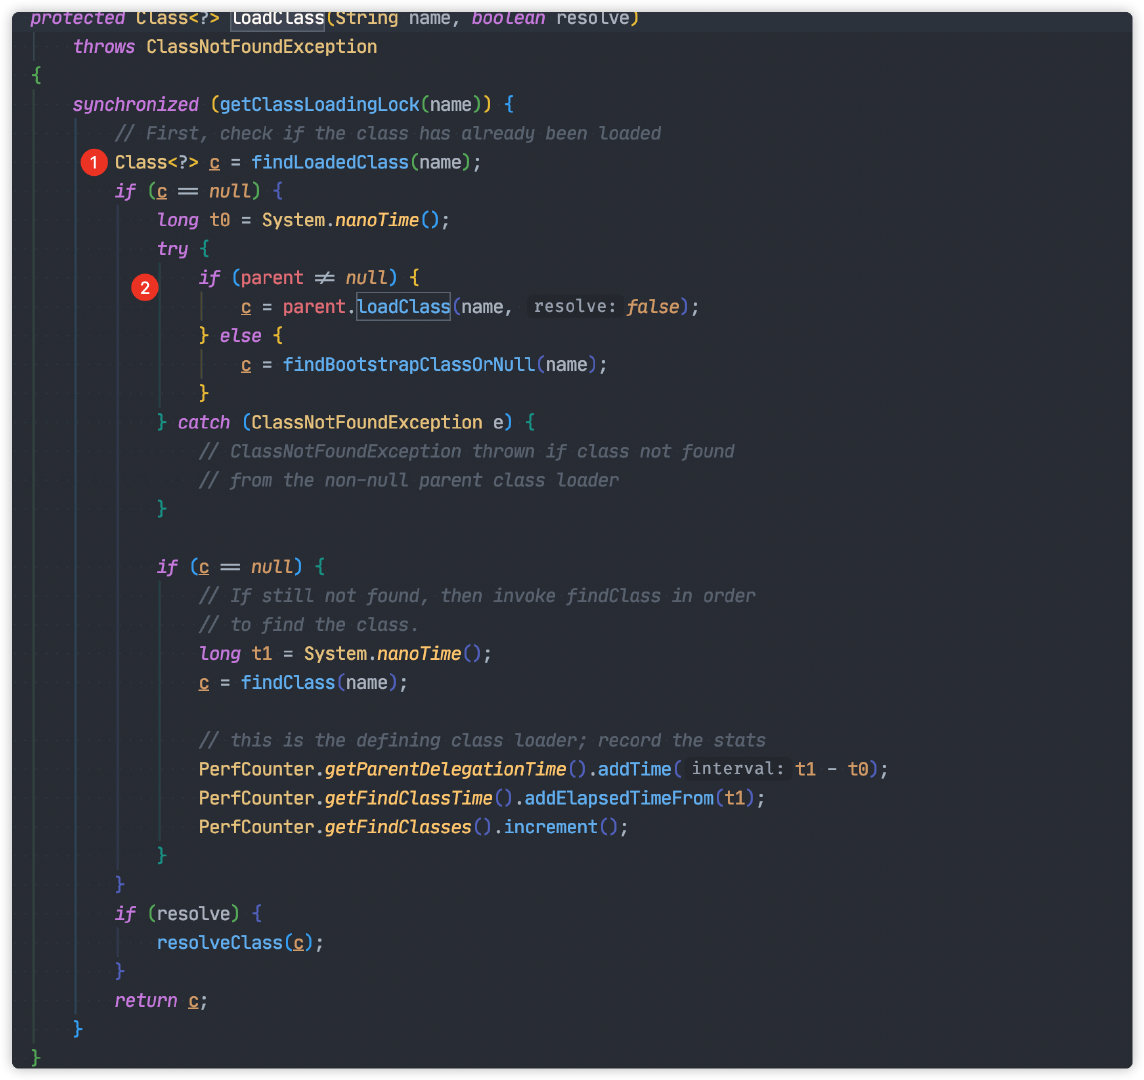 protected Class<?> loadClass(String name, boolean resolve)
throws ClassNotFoundException
{
synchronized (getClassLoadingLock(name)) {
// First, check if the class has already been loaded
1 Class<?> c = findLoadedClass(name);
if (c == null) {
long t0 = System.nanoTime();
try {
2 if (parent != null) {
c = parent.loadClass(name, resolve: false);
} else {
c = findBootstrapClassOrNull(name);
}
} catch (ClassNotFoundException e) {
// ClassNotFoundException thrown if class not found
// from the non-null parent class loader
}
if (c == null) {
// If still not found, then invoke findClass in order
// to find the class.
long t1 = System.nanoTime();
c = findClass(name);
// this is the defining class loader; record the stats
PerfCounter.getParentDelegationTime().addTime( interval: t1 - t0);
PerfCounter.getFindClassTime().addElapsedTimeFrom(t1);
PerfCounter.getFindClasses().increment();
}
}
if (resolve) {
resolveClass(c);
}
return c;
}
}